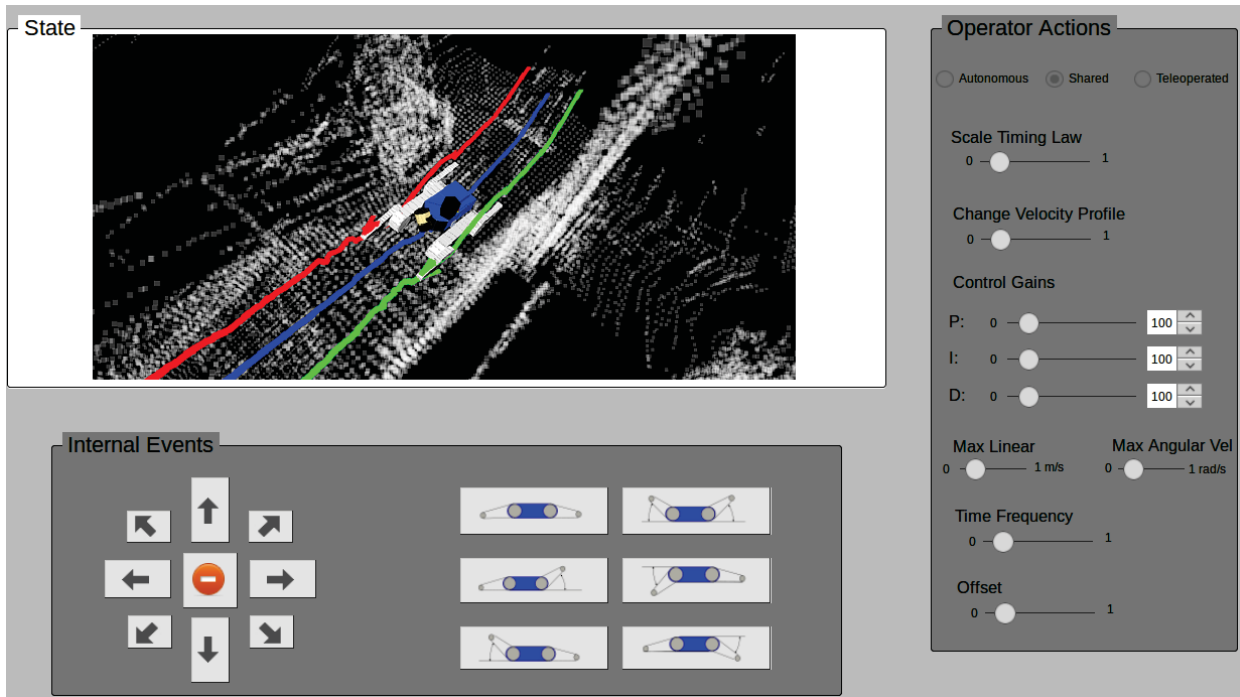 State
Operator Actions
Autonomous Shared Teleoperated
Scale Timing Law
0 1
Change Velocity Profile
0 1
Control Gains
P: 0 100
I: 0 100
D: 0 100
Max Linear Max Angular Vel
0 1 m/s 0 1 rad/s
Time Frequency
0 1
Offset
0 1
Internal Events